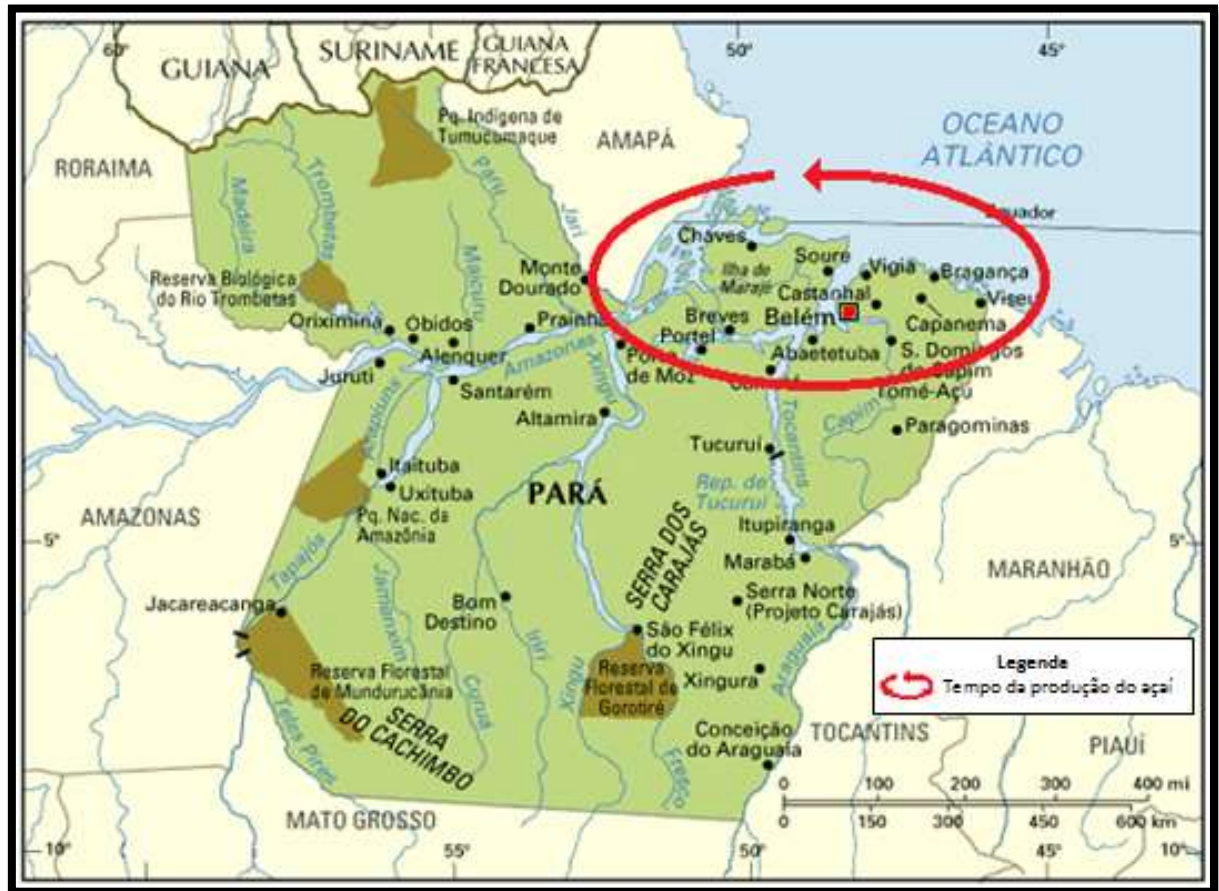 60°
50°
45°
GUIANA
SURINAME
GUIANA
FRANCESA
OCEANO
ATLÂNTICO
RORAIMA
AMAPÁ
Pq. Indígena de
Tumucumaque
Madeira
Trombetas
Paru
Jari
Maicuru
Equador
Chaves
Ilha de
Marajó
Soure
Vigia
Bragança
Castanhal
Viseu
Capanema
Belém
Breves
Portel
Abaetetuba
S. Domingos
do Capim
Tomé-Açu
Monte
Dourado
Reserva Biológica
do Rio Trombetas
Oriximiná
Óbidos
Prainha
Alenquer
Amazonas
Xingu
Porto
de Moz
Juruti
Santarém
Altamira
Tocantins
Capim
Paragominas
Tucuruí
Rep. de
Tucuruí
Itaituba
Uxituba
PARÁ
Pq. Nac. da
Amazônia
AMAZONAS
5°
5°
Itupiranga
Marabá
MARANHÃO
SERRA DOS
CARAJÁS
Serra Norte
(Projeto Carajás)
Tapajós
Jacareacanga
Jamanxim
Bom
Destino
Iriri
Xingu
São Félix
do Xingu
Araguaia
Reserva Florestal
de Mundurucânia
Curuá
Reserva
Florestal de
Gorotiré
Xingura
Legende
Tempo da produção do açaí
SERRA
DO CACHIMBO
Teles Pires
Fresco
Conceição
do Araguaia
TOCANTINS
PIAUÍ
MATO GROSSO
0 100 200 300 400 mi
0 150 300 450 600 km
10°
55°
50°
45°
10°